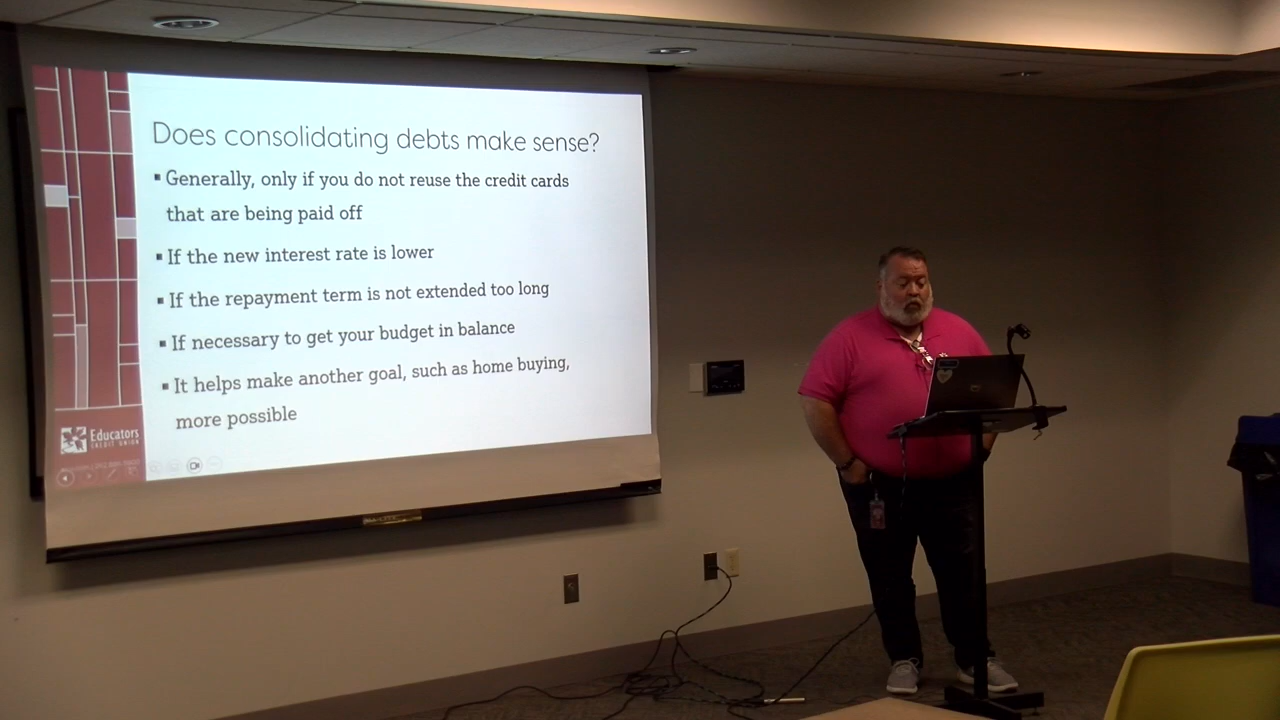 Does consolidating debts make sense?
▪ Generally, only if you do not reuse the credit cards
that are being paid off
▪ If the new interest rate is lower
▪ If the repayment term is not extended too long
▪ If necessary to get your budget in balance
▪ It helps make another goal, such as home buying,
more possible
Educators
CREDIT UNION